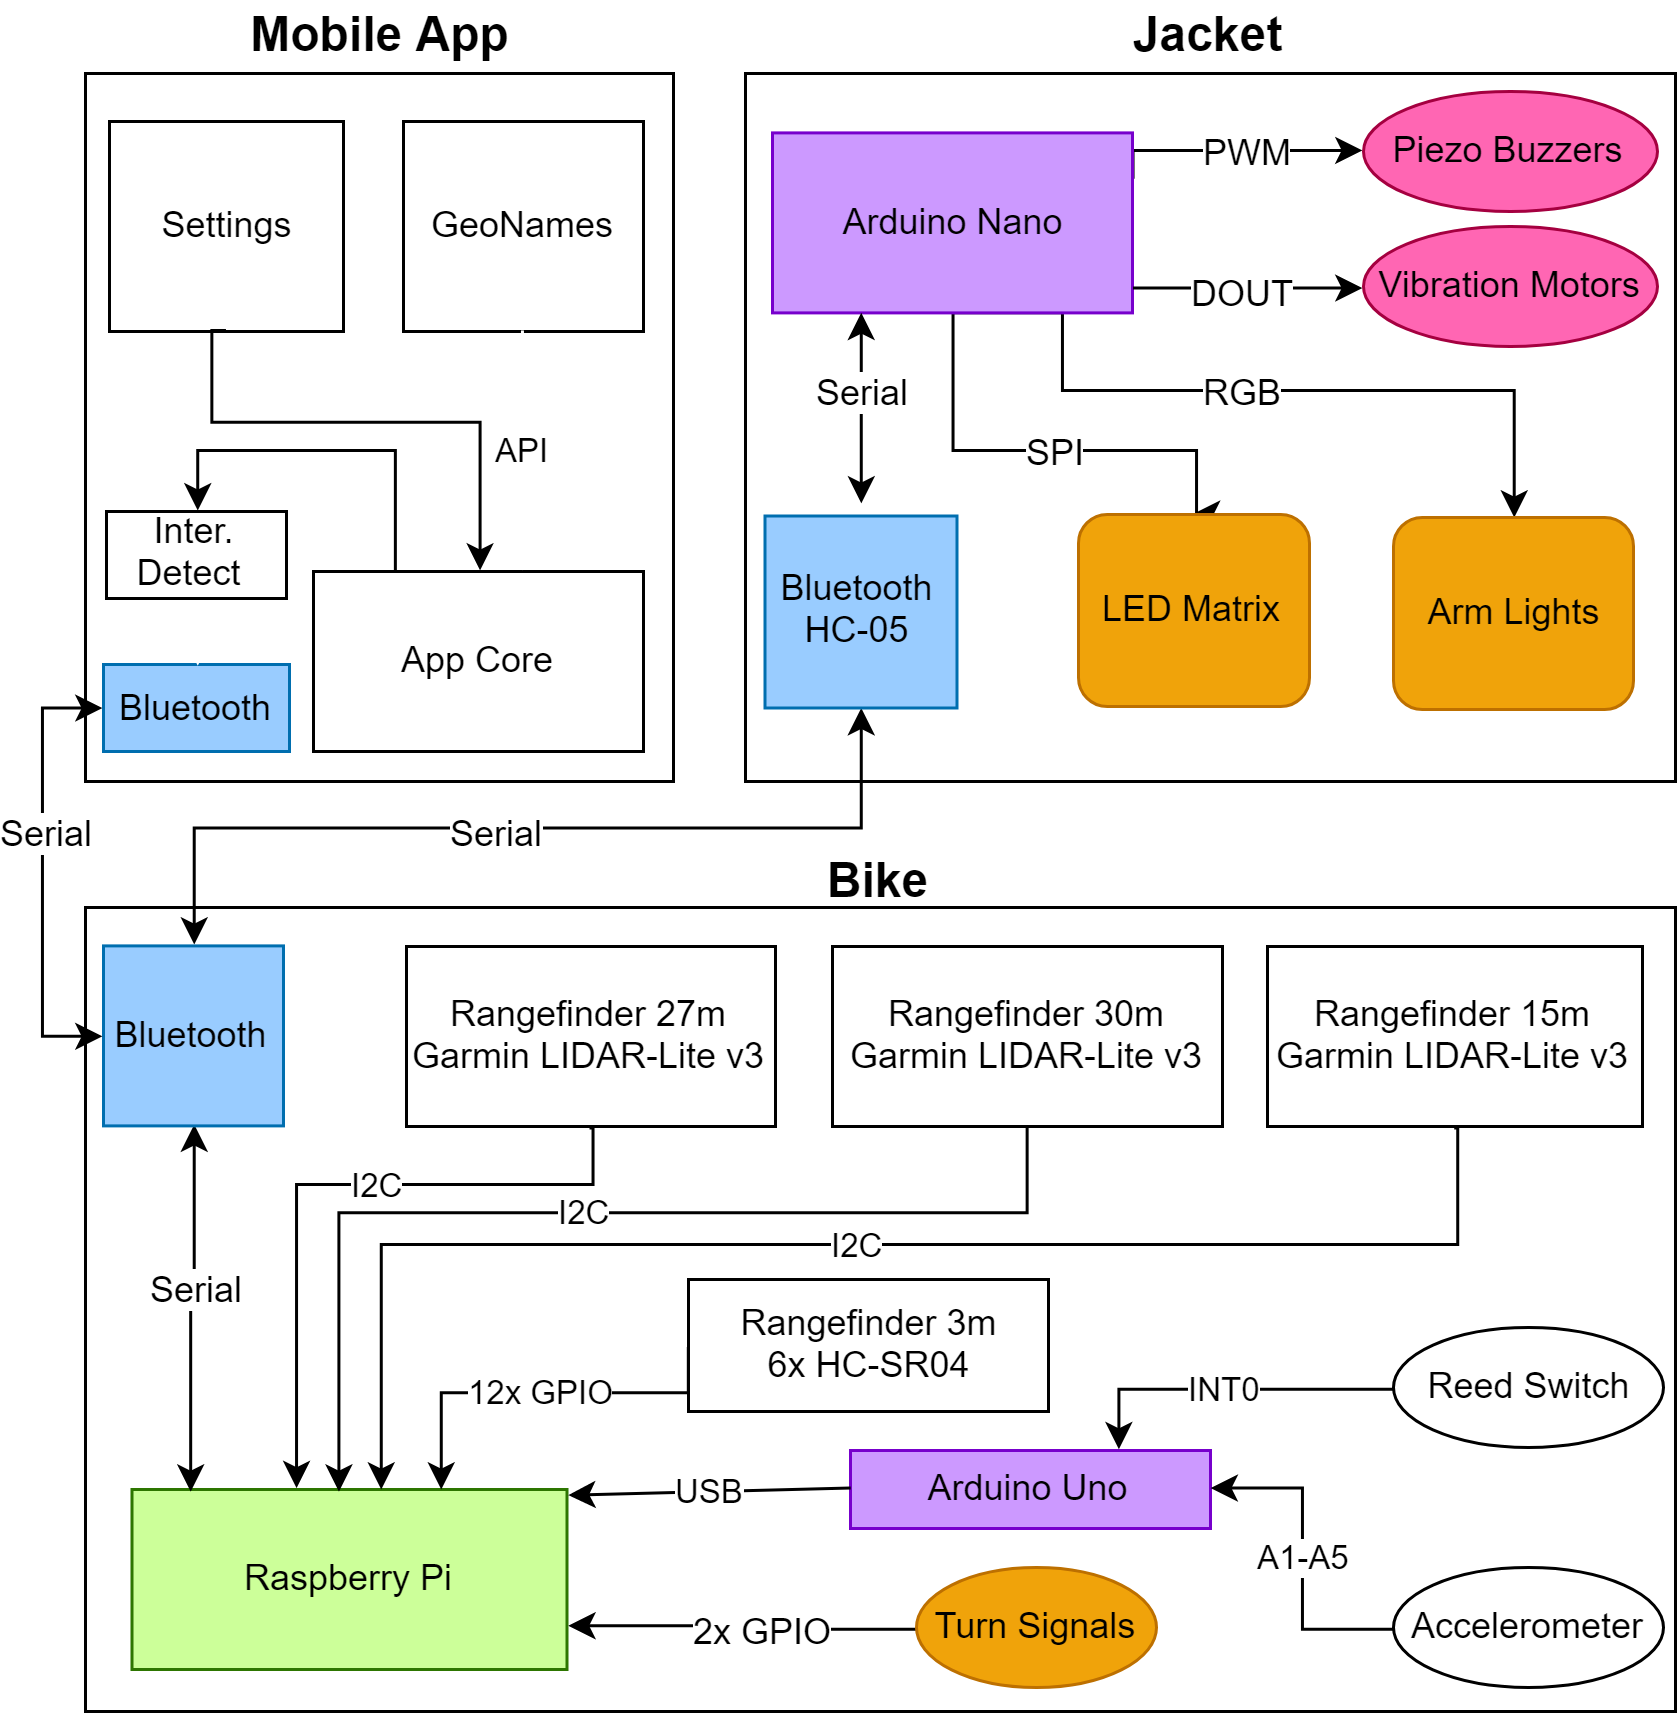 Mobile App
Settings
GeoNames
API
Inter.
Detect
App Core
Bluetooth
Jacket
Arduino Nano
PWM
Piezo Buzzers
DOUT
Vibration Motors
Serial
RGB
SPI
Bluetooth
HC-05
LED Matrix
Arm Lights
Serial
Serial
Bike
Bluetooth
Rangefinder 27m
Garmin LIDAR-Lite v3
Rangefinder 30m
Garmin LIDAR-Lite v3
Rangefinder 15m
Garmin LIDAR-Lite v3
I2C
I2C
I2C
Serial
Rangefinder 3m
6x HC-SR04
12x GPIO
INT0
Reed Switch
USB
Arduino Uno
A1-A5
Raspberry Pi
2x GPIO
Turn Signals
Accelerometer